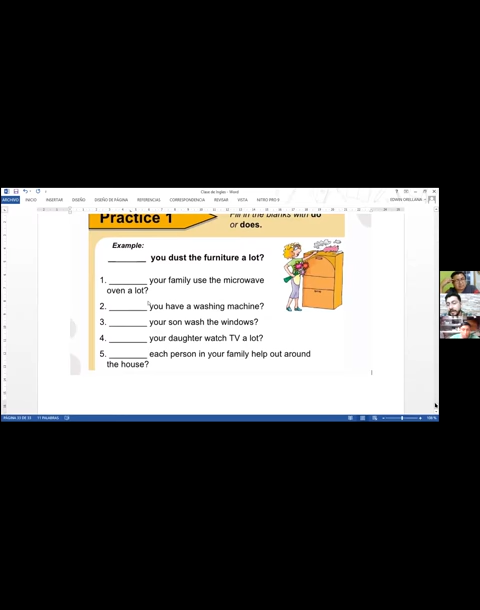 Clase de Ingles - Word
ARCHIVO INICIO INSERTAR DISEÑO DISEÑO DE PÁGINA REFERENCIAS CORRESPONDENCIA REVISAR VISTA NITRO PRO 9 EDWIN ORELLANA
Practice 1
Fill in the blanks with do
or does.
Example:
________ you dust the furniture a lot?
1. ________ your family use the microwave
oven a lot?
2. ________ you have a washing machine?
3. ________ your son wash the windows?
4. ________ your daughter watch TV a lot?
5. ________ each person in your family help out around
the house?